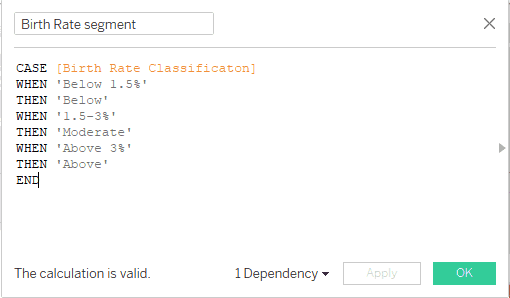 Birth Rate segment
CASE [Birth Rate Classificaton]
WHEN 'Below 1.5%'
THEN 'Below'
WHEN '1.5-3%'
THEN 'Moderate'
WHEN 'Above 3%'
THEN 'Above'
END
The calculation is valid.
1 Dependency
Apply
OK